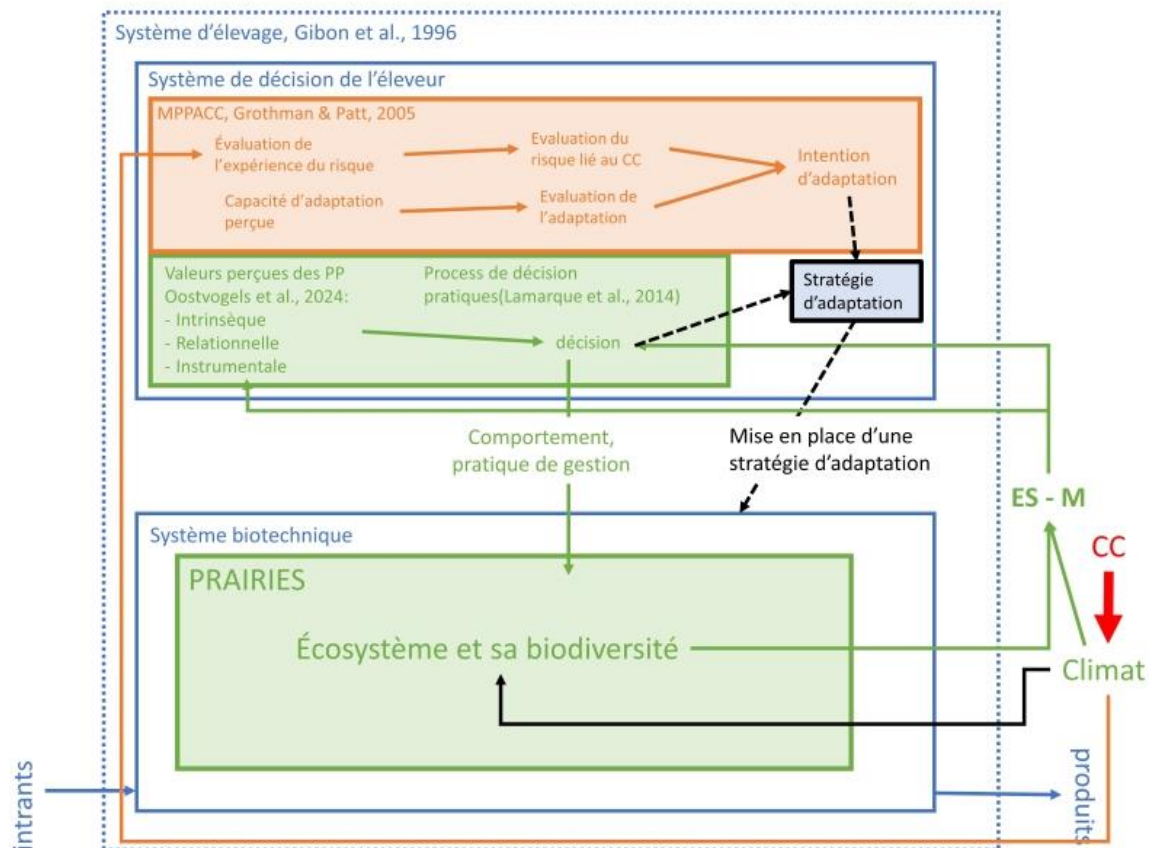 Système d'élevage, Gibon et al., 1996
Système de décision de l'éleveur
MPPACC, Grothman & Patt, 2005
Évaluation de
l'expérience du risque
Evaluation du
risque lié au CC
Intention
d'adaptation
Capacité d'adaptation
perçue
Evaluation de
l'adaptation
Valeurs perçues des PP
Oostvogels et al., 2024:
- Intrinsèque
- Relationnelle
- Instrumentale
Process de décision
pratiques(Lamarque et al., 2014)
décision
Stratégie
d'adaptation
Comportement,
pratique de gestion
Mise en place d'une
stratégie d'adaptation
ES - M
CC
Climat
Système biotechnique
PRAIRIES
Écosystème et sa biodiversité
intrants
produits